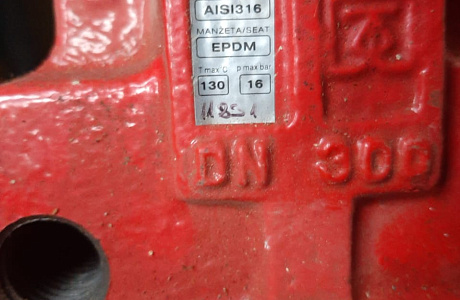 AISI316
MANZETA/SEAT
EPDM
T max°C p max bar
130 16
DN 300